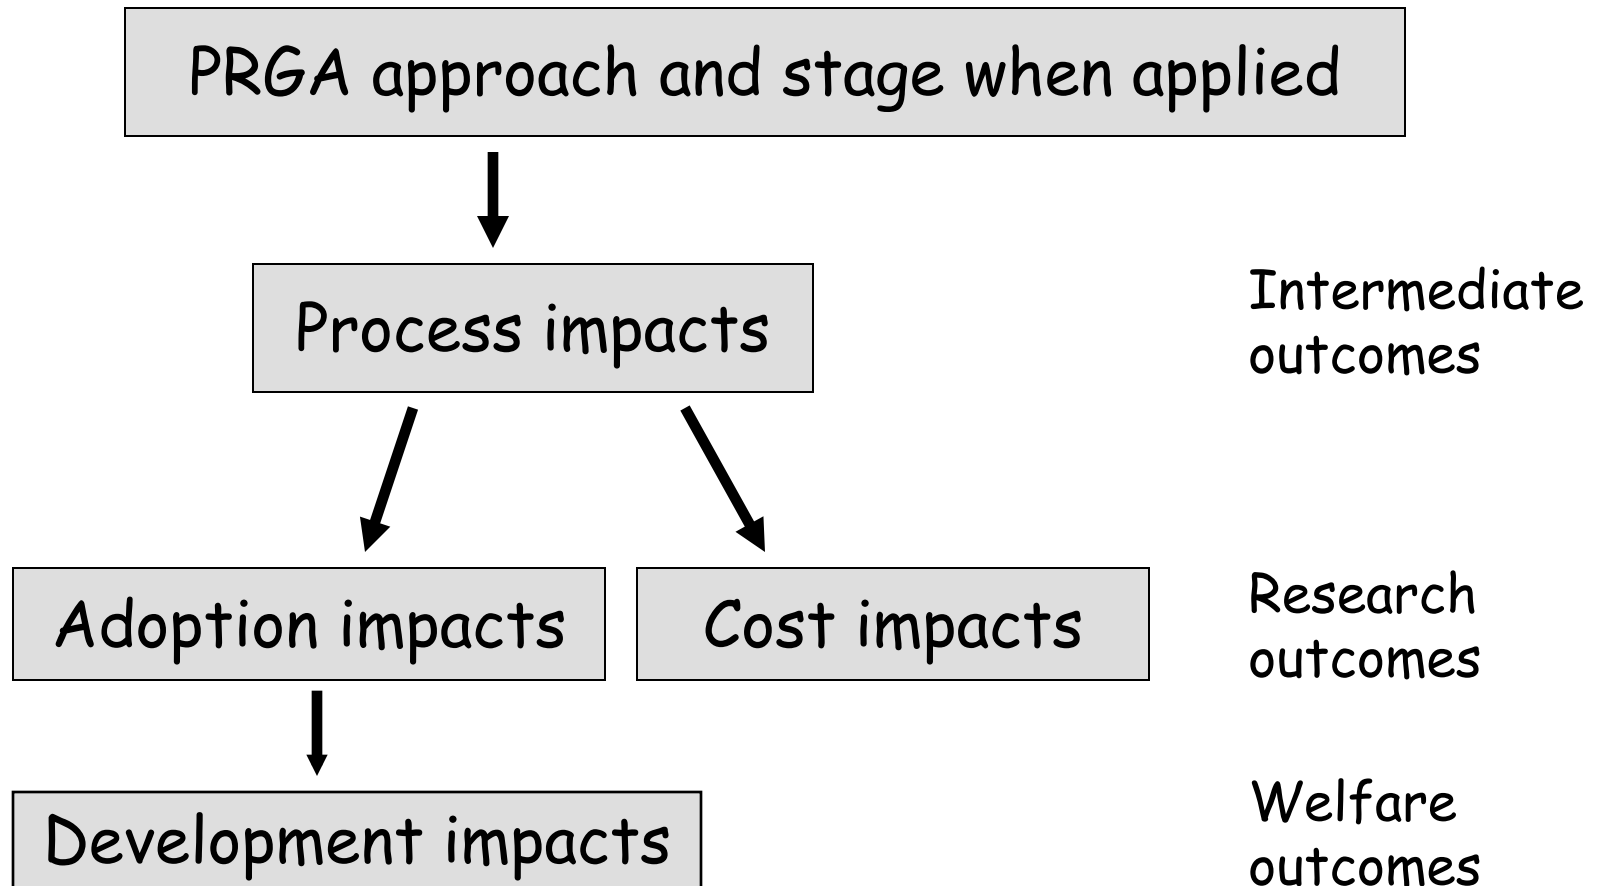 PRGA approach and stage when applied
Process impacts
Intermediate
outcomes
Adoption impacts
Cost impacts
Research
outcomes
Development impacts
Welfare
outcomes